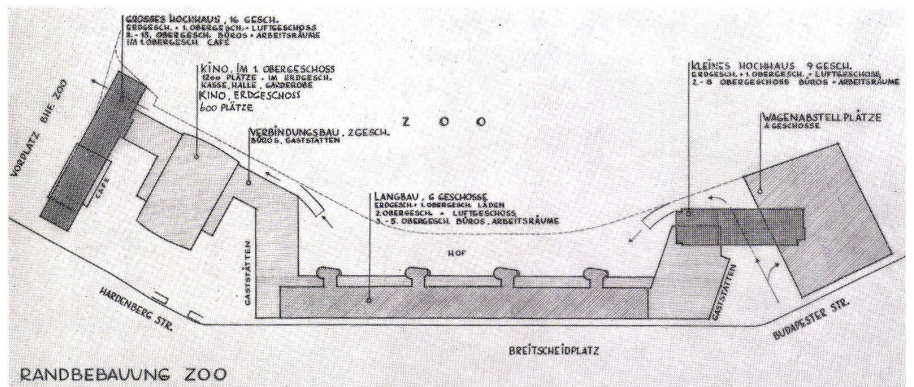 GROSSES HOCHHAUS, 16 GESCH.
ERDGESCH. + 1. OBERGESCH. - LUFTGESCHOSS
2. - 15. OBERGESCH. BÜROS + ARBEITSRÄUME
IM 1. OBERGESCH. CAFÉ
KINO, IM 1 OBERGESCHOSS
1200 PLÄTZE - IM ERDGESCH.
KASSE, HALLE, GARDEROBE
KINO, ERDGESCHOSS
600 PLÄTZE
VERBINDUNGSBAU, 2 GESCH.
BÜROS, GASTSTÄTTEN
ZOO
KLEINES HOCHHAUS 9 GESCH.
ERDGESCH. + 1. OBERGESCH. - LUFTGESCHOSS
2. - 8 OBERGESCHOSS BÜROS + ARBEITSRÄUME
WAGENABSTELLPLÄTZE
4 GESCHOSSE
VORPLATZ BHF. ZOO
CAFE
LANGBAU, 6 GESCHOSSE
ERDGESCH. + 1. OBERGESCH. LÄDEN
2. OBERGESCH. = LUFTGESCHOSS
3. - 5. OBERGESCH BÜROS, ARBEITSRÄUME
HOF
GASTSTÄTTEN
GASTSTÄTTEN
HARDENBERG STR.
BUDAPESTER STR.
BREITSCHEIDPLATZ
RANDBEBAUUNG ZOO